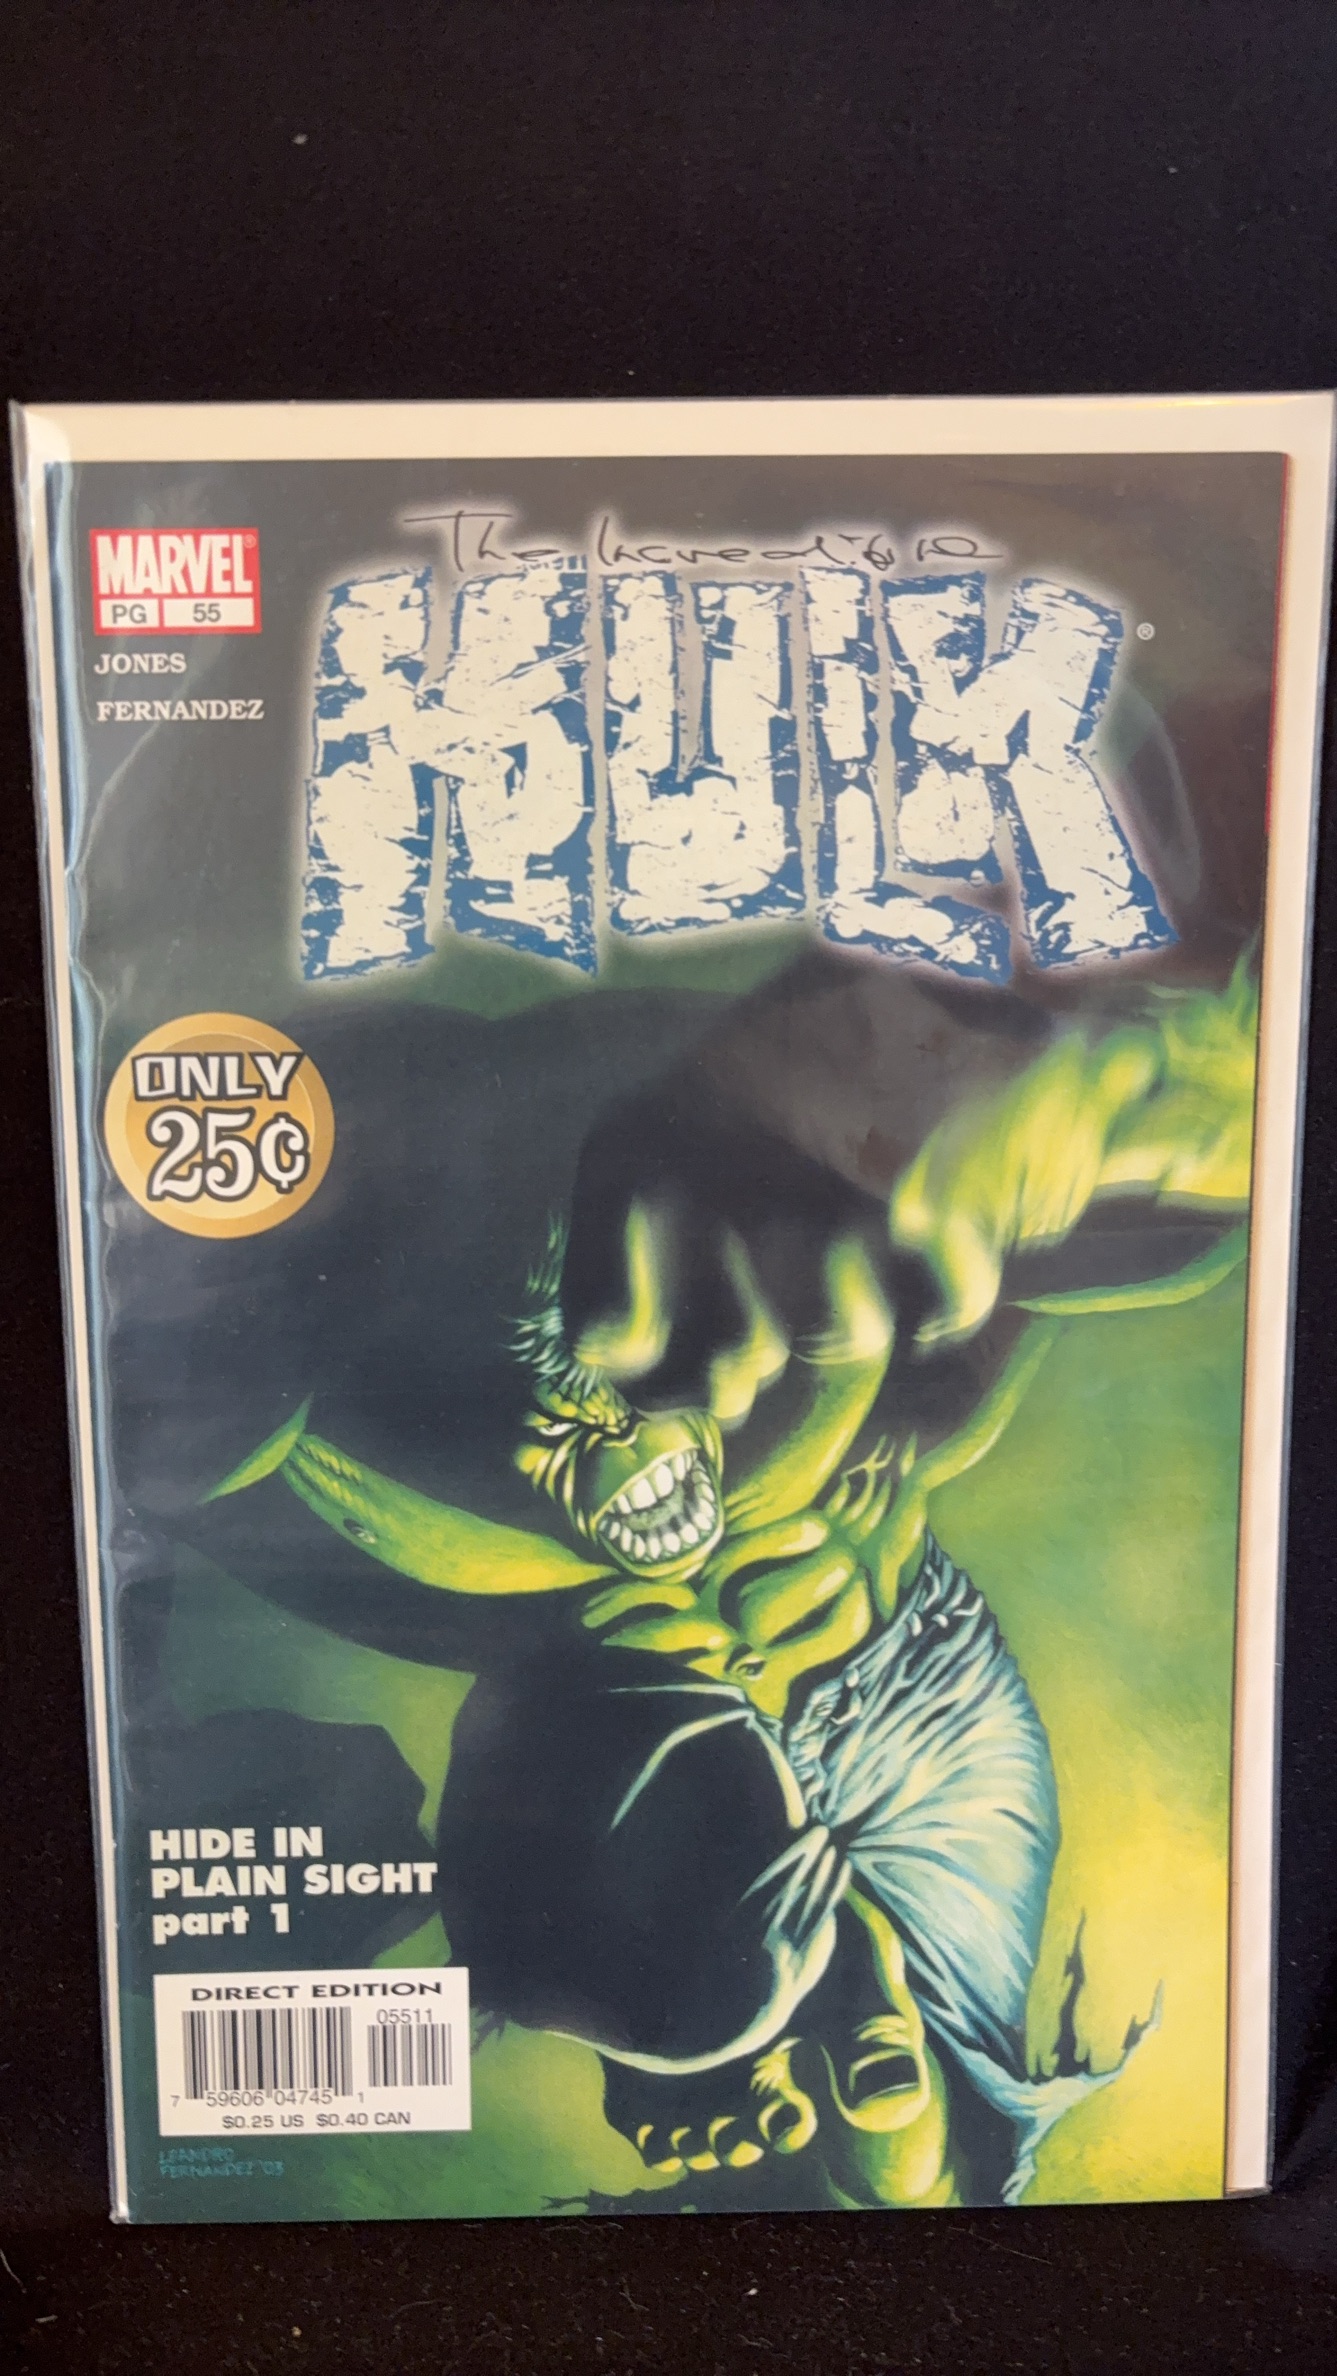 The Incredible
HULK®
MARVEL®
PG 55
JONES
FERNANDEZ
ONLY
25¢
HIDE IN
PLAIN SIGHT
part 1
DIRECT EDITION
05511
7 59606 04745 1
$0.25 US $0.40 CAN
LEANDRO
FERNANDEZ '03